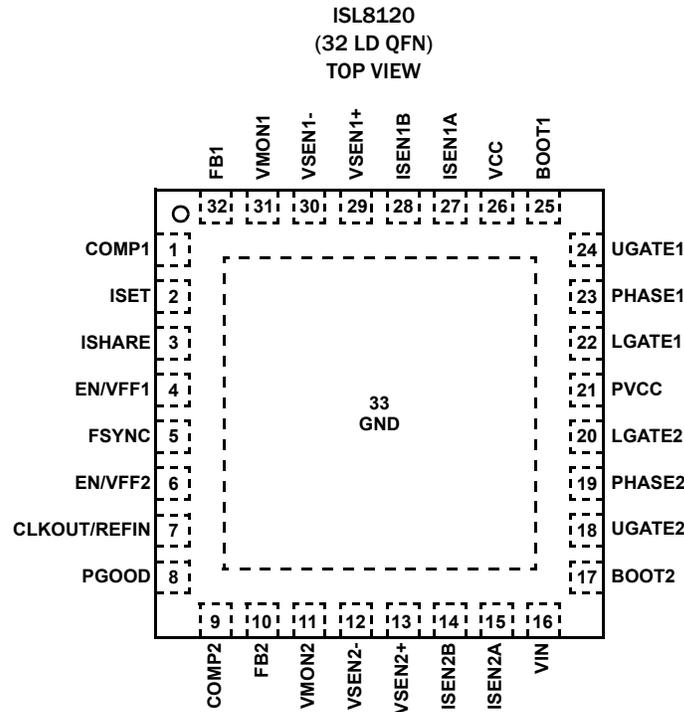 ISL8120
(32 LD QFN)
TOP VIEW
FB1
VMON1
VSEN1-
VSEN1+
ISEN1B
ISEN1A
VCC
BOOT1
32
31
30
29
28
27
26
25
COMP1 1
ISET 2
ISHARE 3
EN/VFF1 4
FSYNC 5
EN/VFF2 6
CLKOUT/REFIN 7
PGOOD 8
33
GND
24 UGATE1
23 PHASE1
22 LGATE1
21 PVCC
20 LGATE2
19 PHASE2
18 UGATE2
17 BOOT2
9
10
11
12
13
14
15
16
COMP2
FB2
VMON2
VSEN2-
VSEN2+
ISEN2B
ISEN2A
VIN